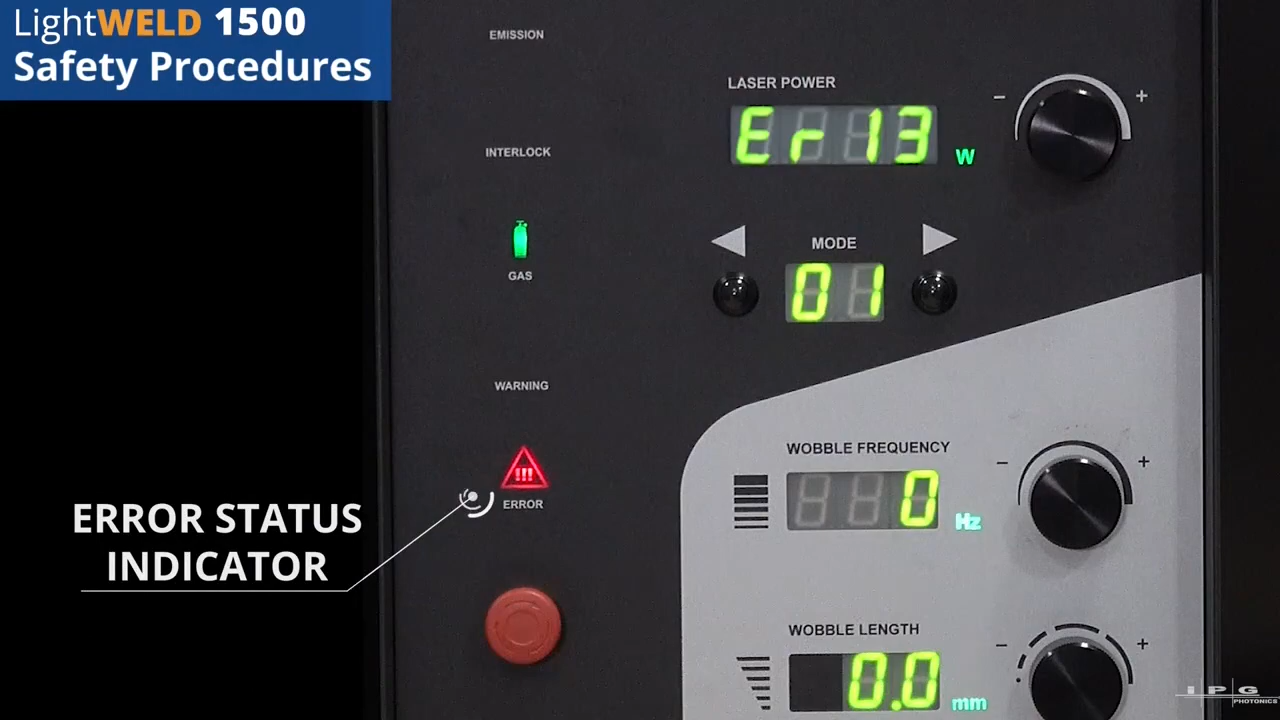 LightWELD 1500
Safety Procedures
EMISSION
LASER POWER
Er13
W
- +
INTERLOCK
MODE
01
GAS
WARNING
WOBBLE FREQUENCY
0
Hz
- +
!!!
ERROR
ERROR STATUS
INDICATOR
WOBBLE LENGTH
0.0
mm
- +
IPG
PHOTONICS